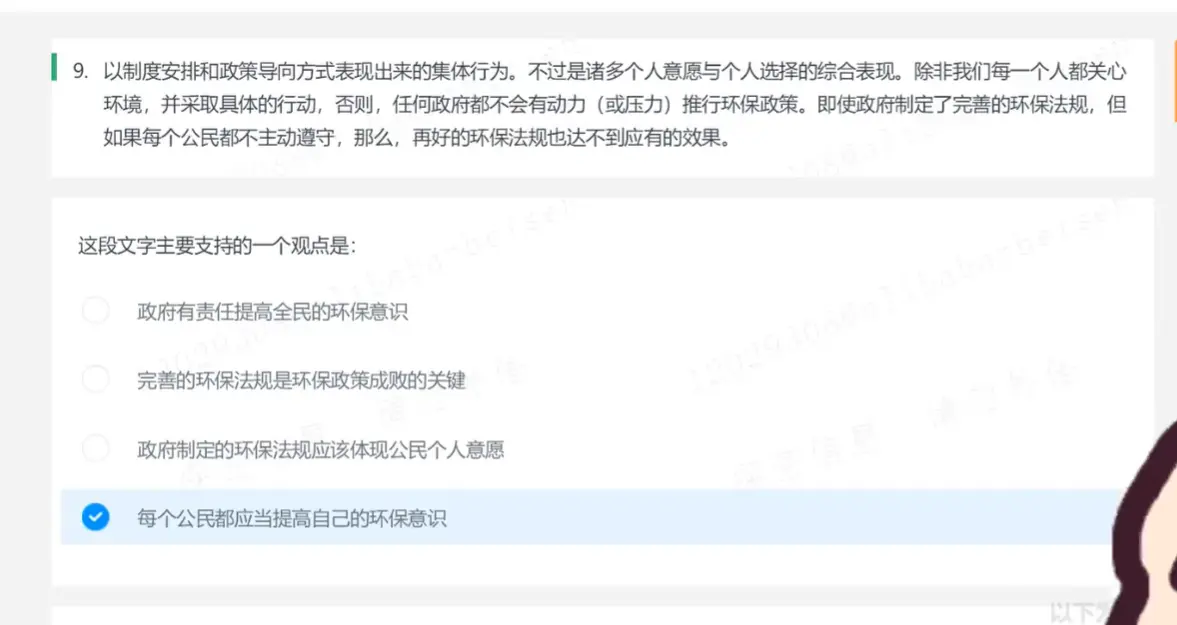 9. 以制度安排和政策导向方式表现出来的集体行为。不过是诸多个人意愿与个人选择的综合表现。除非我们每一个人都关心
环境，并采取具体的行动，否则，任何政府都不会有动力（或压力）推行环保政策。即使政府制定了完善的环保法规，但
如果每个公民都不主动遵守，那么，再好的环保法规也达不到应有的效果。
这段文字主要支持的一个观点是：
政府有责任提高全民的环保意识
完善的环保法规是环保政策成败的关键
政府制定的环保法规应该体现公民个人意愿
每个公民都应当提高自己的环保意识
以下为